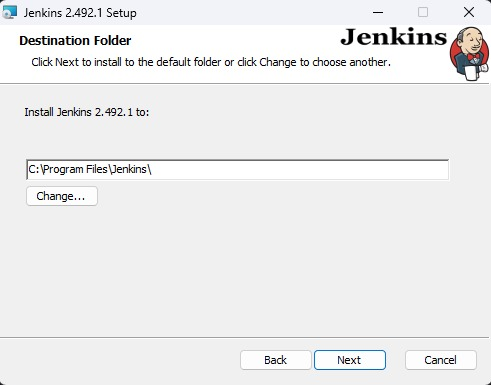 Jenkins 2.492.1 Setup
Destination Folder
Jenkins
Click Next to install to the default folder or click Change to choose another.
Install Jenkins 2.492.1 to:
C:\Program Files\Jenkins\
Change...
Back
Next
Cancel